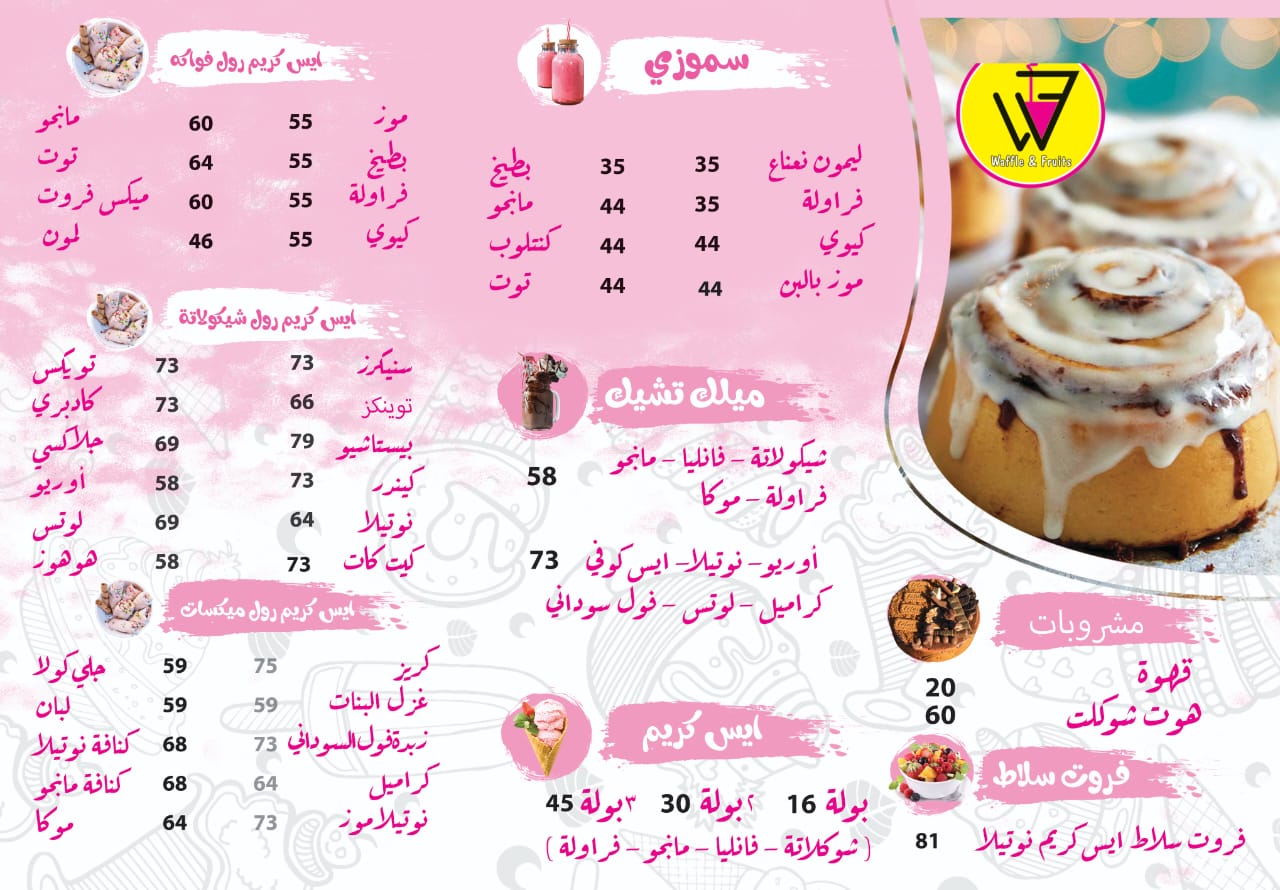 Waffle & Fruits
سموزي
ليمون نعناع 35 بطيخ 35
فراولة 35 مانجو 44
كيوي 44 كنتلوب 44
موز بالبن 44 توت 44
ميلك تشيك
شيكولاتة - فانليا - مانجو 58
فراولة - موكا
أوريو - نوتيلا - ايس كوفي 73
كراميل - لوتس - فول سوداني
ايس كريم
بولة 16 ٢ بولة 30 ٣ بولة 45
( شوكلاتة - فانليا - مانجو - فراولة )
مشروبات
قهوة 20
هوت شوكلت 60
فروت سلاط
فروت سلاط ايس كريم نوتيلا 81
ايس كريم رول فواكه
موز 55 مانجو 60
بطيخ 55 توت 64
فراولة 55 ميكس فروت 60
كيوي 55 لمون 46
ايس كريم رول شيكولاتة
سنيكرز 73 تويكس 73
توينكز 66 كادبري 73
بيستاشيو 79 جلاكسي 69
كيندر 73 أوريو 58
نوتيلا 64 لوتس 69
كيت كات 73 هوهوز 58
ايس كريم رول ميكسات
كريز 75 جلي كولا 59
غزل البنات 59 لبان 59
زبدة فول السوداني 73 كنافة نوتيلا 68
كراميل 64 كنافة مانجو 68
نوتيلا موز 73 موكا 64